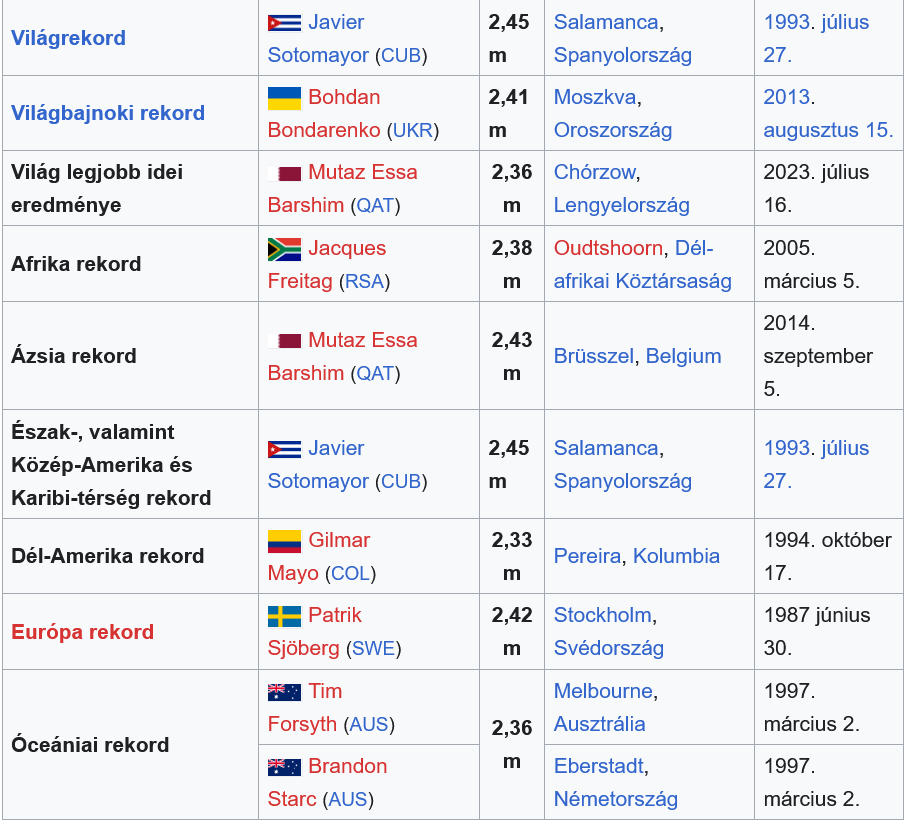 Világrekord
Javier
Sotomayor (CUB)
2,45
m
Salamanca,
Spanyolország
1993. július
27.
Világbajnoki rekord
Bohdan
Bondarenko (UKR)
2,41
m
Moszkva,
Oroszország
2013.
augusztus 15.
Világ legjobb idei
eredménye
Mutaz Essa
Barshim (QAT)
2,36
m
Chórzow,
Lengyelország
2023. július
16.
Afrika rekord
Jacques
Freitag (RSA)
2,38
m
Oudtshoorn, Dél-
afrikai Köztársaság
2005.
március 5.
Ázsia rekord
Mutaz Essa
Barshim (QAT)
2,43
m
Brüsszel, Belgium
2014.
szeptember
5.
Észak-, valamint
Közép-Amerika és
Karibi-térség rekord
Javier
Sotomayor (CUB)
2,45
m
Salamanca,
Spanyolország
1993. július
27.
Dél-Amerika rekord
Gilmar
Mayo (COL)
2,33
m
Pereira, Kolumbia
1994. október
17.
Európa rekord
Patrik
Sjöberg (SWE)
2,42
m
Stockholm,
Svédország
1987 június
30.
Óceániai rekord
Tim
Forsyth (AUS)
2,36
m
Melbourne,
Ausztrália
1997.
március 2.
Brandon
Starc (AUS)
Eberstadt,
Németország
1997.
március 2.